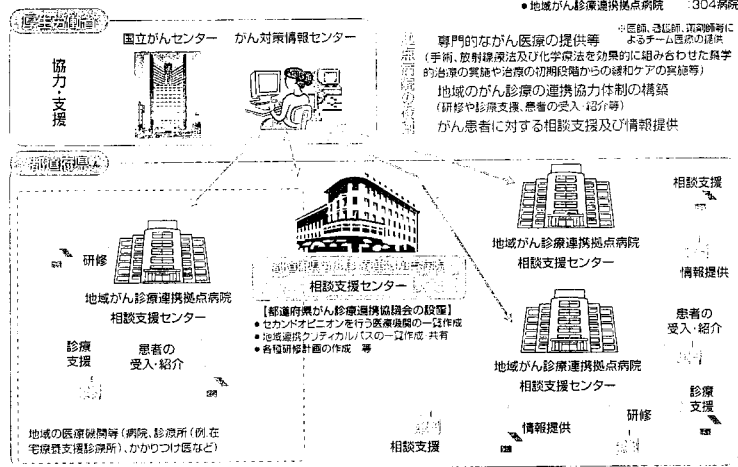 ● 地域がん診療連携拠点病院 :304病院
厚生労働省
国立がんセンター
がん対策情報センター
協力・支援
※医師、看護師、薬剤師等に
よるチーム医療の提供
専門的ながん医療の提供等
(手術、放射線療法及び化学療法を効果的に組み合わせた集学
的治療の実施や治療の初期段階からの緩和ケアの実施等)
地域のがん診療の連携協力体制の構築
(研修や診療支援、患者の受入・紹介等)
がん患者に対する相談支援及び情報提供
都道府県
研修
地域がん診療連携拠点病院
相談支援センター
診療
支援
患者の
受入・紹介
地域の医療機関等(病院、診療所(例.在
宅療養支援診療所)、かかりつけ医など)
相談支援センター
【都道府県がん診療連携協議会の設置】
● セカンドオピニオンを行う医療機関の一覧作成
● 地域連携クリティカルパスの一覧作成・共有
● 各種研修計画の作成 等
相談支援
地域がん診療連携拠点病院
相談支援センター
情報提供
地域がん診療連携拠点病院
相談支援センター
患者の
受入・紹介
診療
支援
研修
情報提供
相談支援